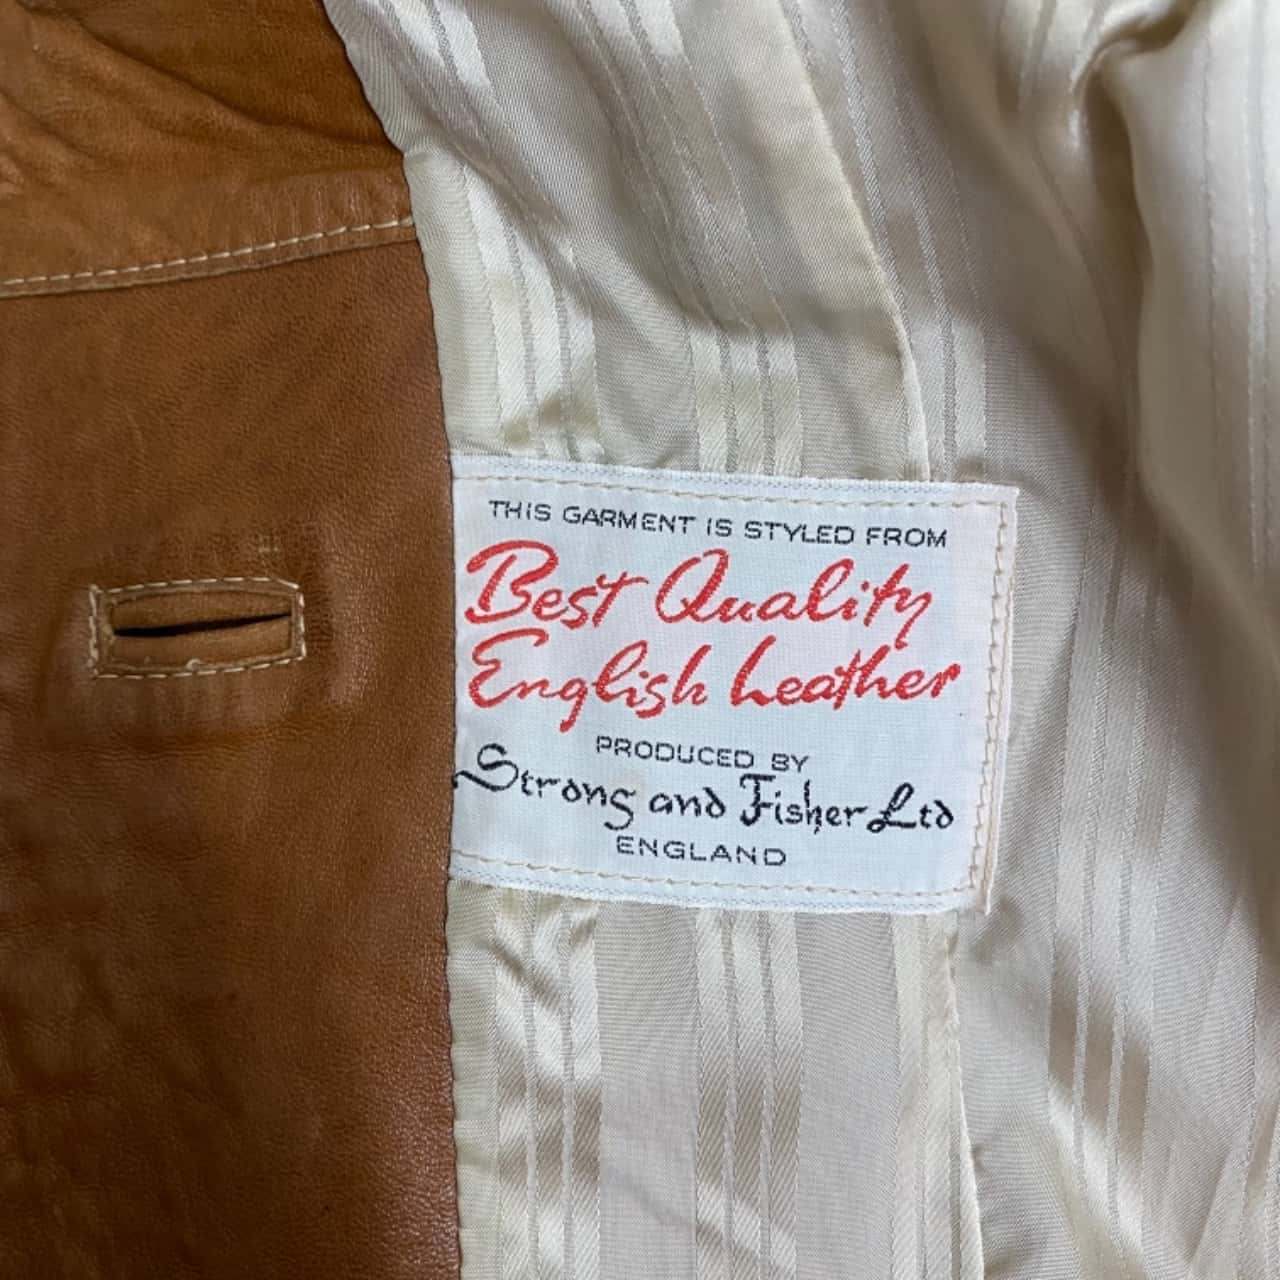 THIS GARMENT IS STYLED FROM
Best Quality
English Leather
PRODUCED BY
Strong and Fisher Ltd
ENGLAND